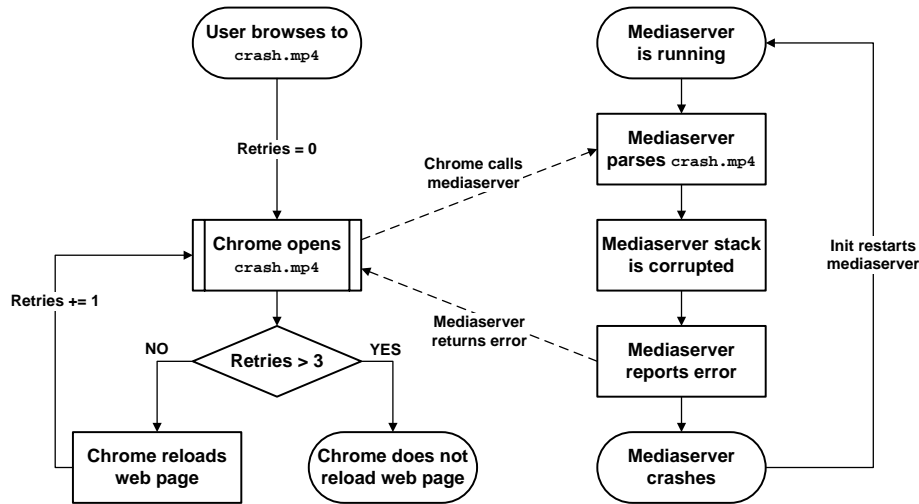 User browses to
crash.mp4
Retries = 0
Chrome opens
crash.mp4
Retries += 1
Retries > 3
NO
YES
Chrome reloads
web page
Chrome does not
reload web page
Chrome calls
mediaserver
Mediaserver
returns error
Mediaserver
is running
Mediaserver
parses crash.mp4
Mediaserver stack
is corrupted
Mediaserver
reports error
Mediaserver
crashes
Init restarts
mediaserver